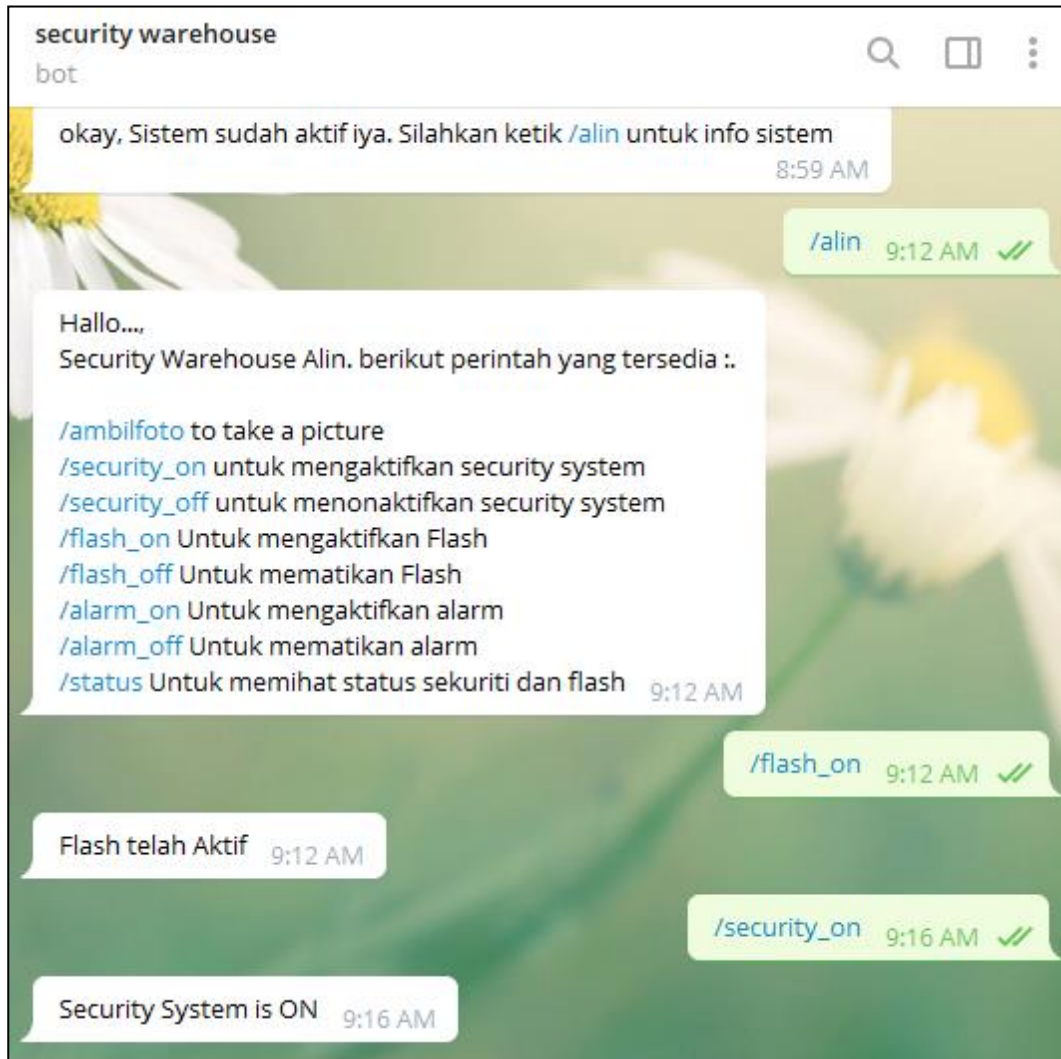 security warehouse
bot
okay, Sistem sudah aktif iya. Silahkan ketik /alin untuk info sistem
8:59 AM
/alin 9:12 AM
Hallo...,
Security Warehouse Alin. berikut perintah yang tersedia :.
/ambilfoto to take a picture
/security_on untuk mengaktifkan security system
/security_off untuk menonaktifkan security system
/flash_on Untuk mengaktifkan Flash
/flash_off Untuk mematikan Flash
/alarm_on Untuk mengaktifkan alarm
/alarm_off Untuk mematikan alarm
/status Untuk memihat status sekuriti dan flash 9:12 AM
/flash_on 9:12 AM
Flash telah Aktif 9:12 AM
/security_on 9:16 AM
Security System is ON 9:16 AM